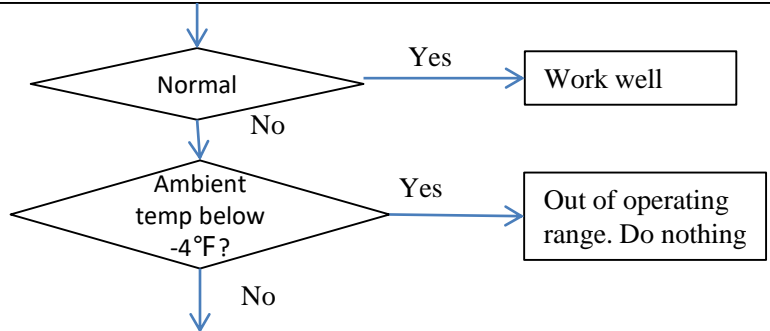 Yes
Normal
Work well
No
Ambient
temp below
-4°F?
Yes
Out of operating
range. Do nothing
No